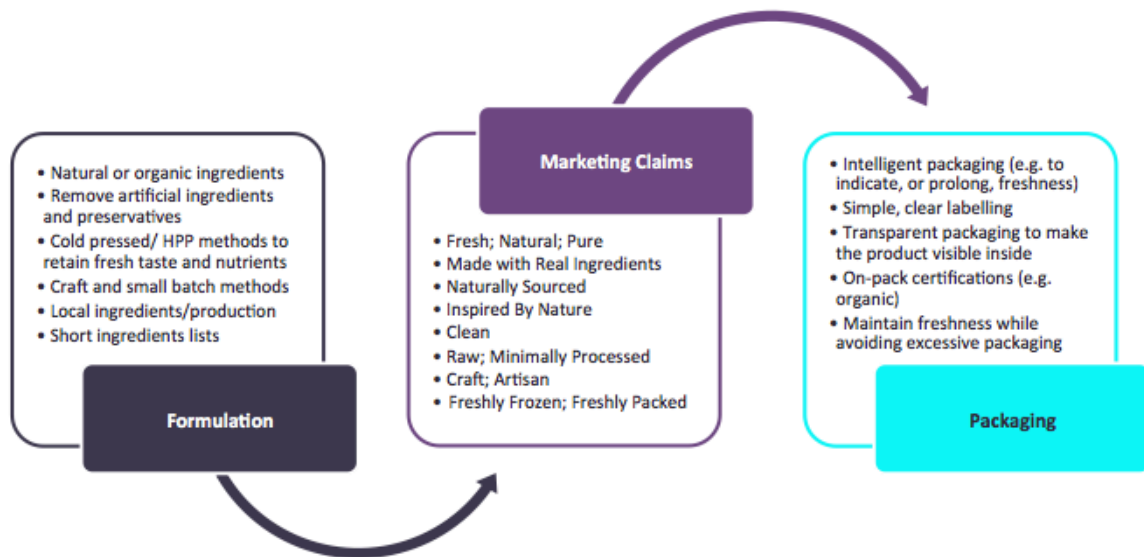 • Natural or organic ingredients
• Remove artificial ingredients
and preservatives
• Cold pressed/ HPP methods to
retain fresh taste and nutrients
• Craft and small batch methods
• Local ingredients/production
• Short ingredients lists
Formulation
Marketing Claims
• Fresh; Natural; Pure
• Made with Real Ingredients
• Naturally Sourced
• Inspired By Nature
• Clean
• Raw; Minimally Processed
• Craft; Artisan
• Freshly Frozen; Freshly Packed
• Intelligent packaging (e.g. to
indicate, or prolong, freshness)
• Simple, clear labelling
• Transparent packaging to make
the product visible inside
• On-pack certifications (e.g.
organic)
• Maintain freshness while
avoiding excessive packaging
Packaging